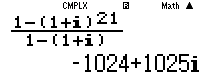 CMPLX R Math ▲
1-(1+i)21
1-(1+i)
-1024+1025i